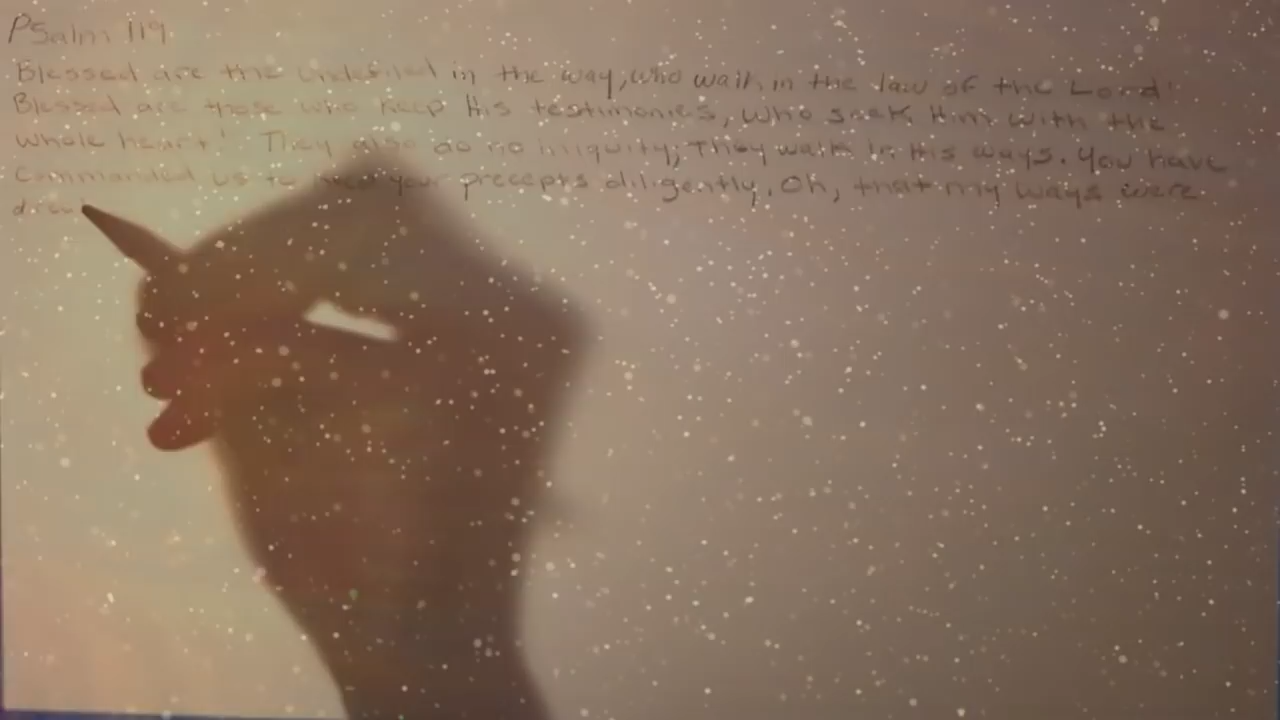 Psalm 119
Blessed are the undefiled in the way, who walk in the law of the Lord!
Blessed are those who keep His testimonies, who seek Him with the
whole heart! They also do no iniquity; They walk in His ways. You have
Commanded us to keep your precepts diligently. Oh, that my ways were